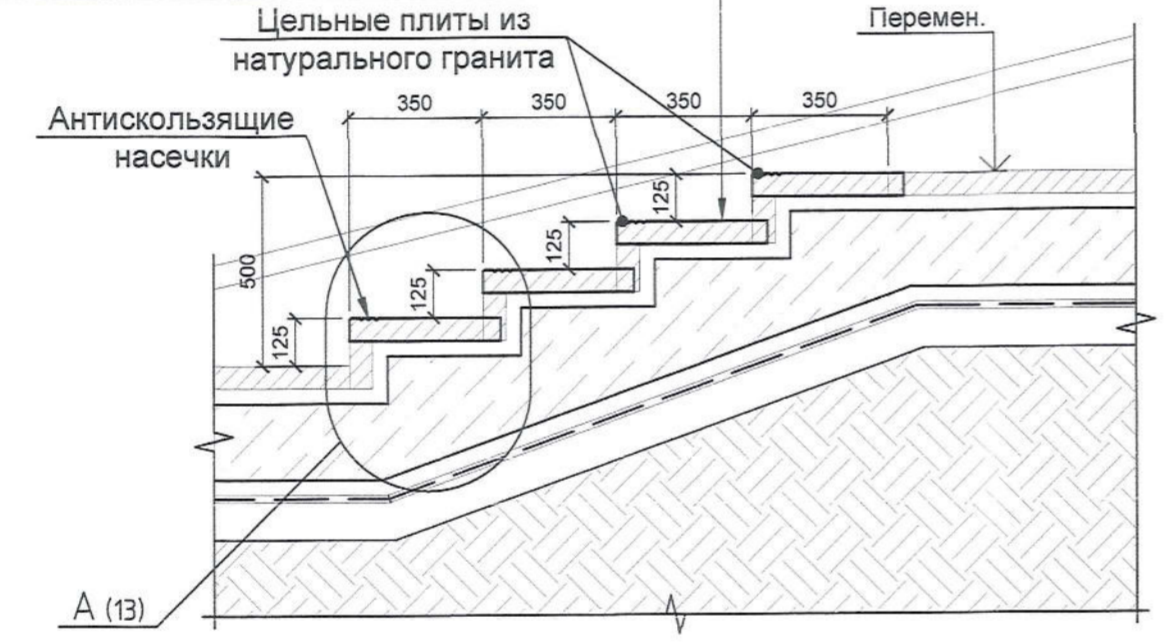 Цельные плиты из
натурального гранита
Перемен.
350
350
350
350
Антискользящие
насечки
125
125
500
125
125
А (13)